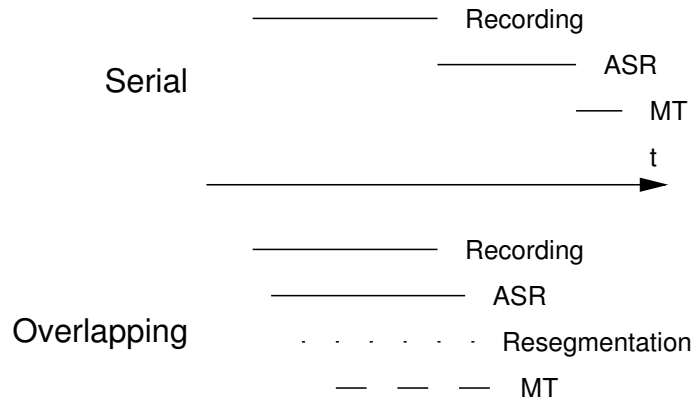 Recording
ASR
Serial
MT
t
Recording
ASR
Overlapping
Resegmentation
MT